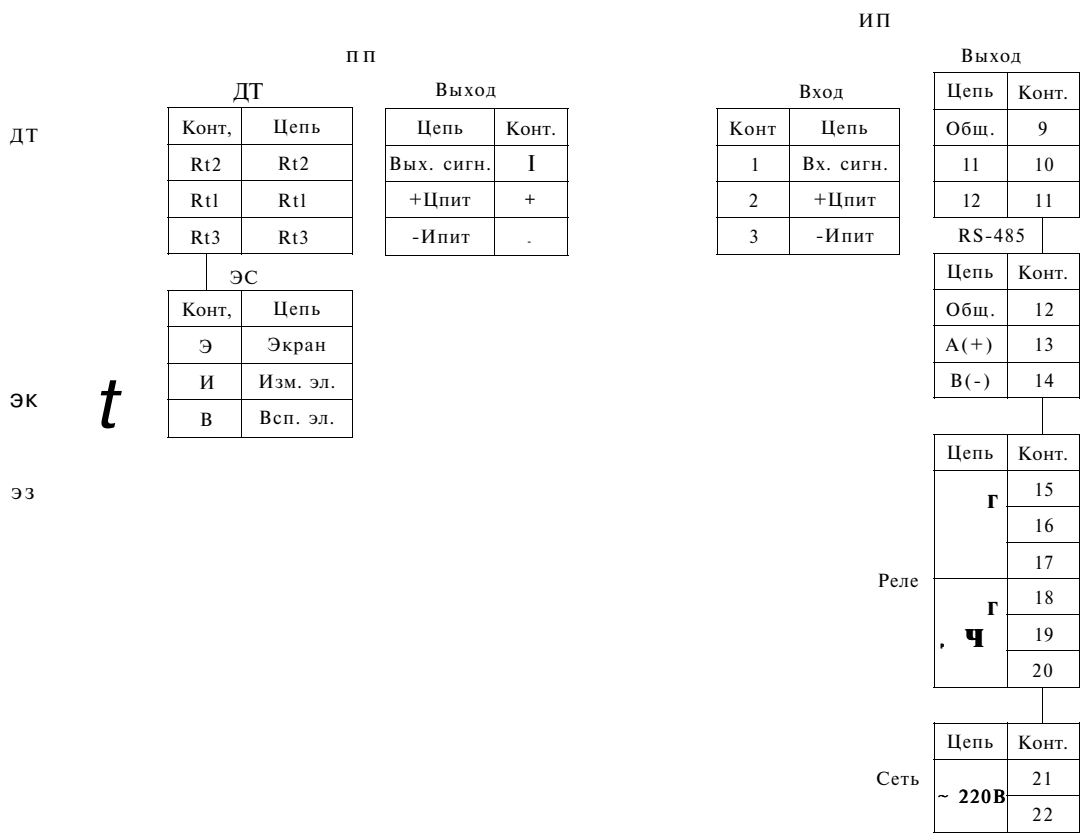 ИП
ПП
ДТ
ДТ
Конт, Цепь
Rt2 Rt2
Rt1 Rt1
Rt3 Rt3
ЭС
Конт, Цепь
Э Экран
И Изм. эл.
В Всп. эл.
ЭК
t
ЭЗ
Выход
Цепь Конт.
Вых. сигн. I
+Цпит +
-Ипит .
Вход
Конт Цепь
1 Вх. сигн.
2 +Цпит
3 -Ипит
Выход
Цепь Конт.
Общ. 9
11 10
12 11
RS-485
Цепь Конт.
Общ. 12
А(+) 13
В(-) 14
Реле
Цепь Конт.
г 15
16
17
г 18
. Ч 19
20
Сеть
Цепь Конт.
~ 220В 21
22